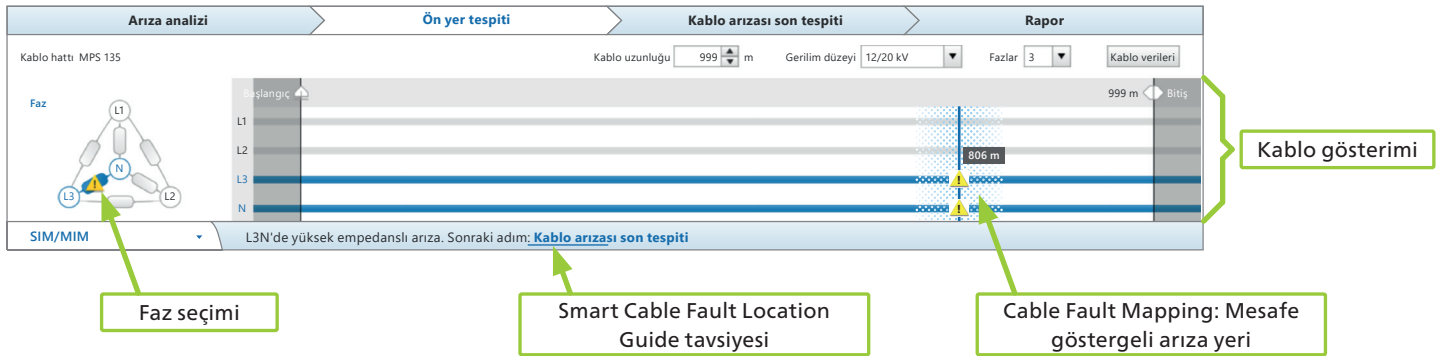 Arıza analizi
Ön yer tespiti
Kablo arızası son tespiti
Rapor
Kablo hattı MPS 135
Kablo uzunluğu 999 m
Gerilim düzeyi 12/20 kV
Fazlar 3
Kablo verileri
Faz
L1
N
L3
L2
Başlangıç
999 m
Bitiş
L1
L2
806 m
L3
N
SIM/MIM
L3N'de yüksek empedanslı arıza. Sonraki adım: Kablo arızası son tespiti
Kablo gösterimi
Faz seçimi
Smart Cable Fault Location
Guide tavsiyesi
Cable Fault Mapping: Mesafe
göstergeli arıza yeri